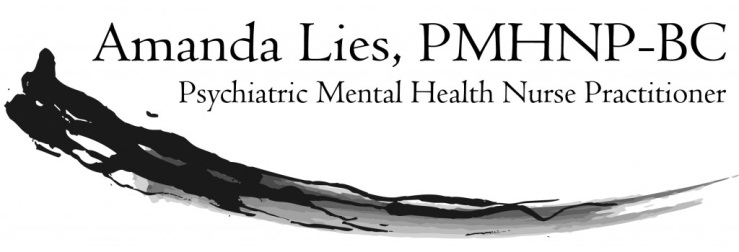 Amanda Lies, PMHNP-BC
Psychiatric Mental Health Nurse Practitioner